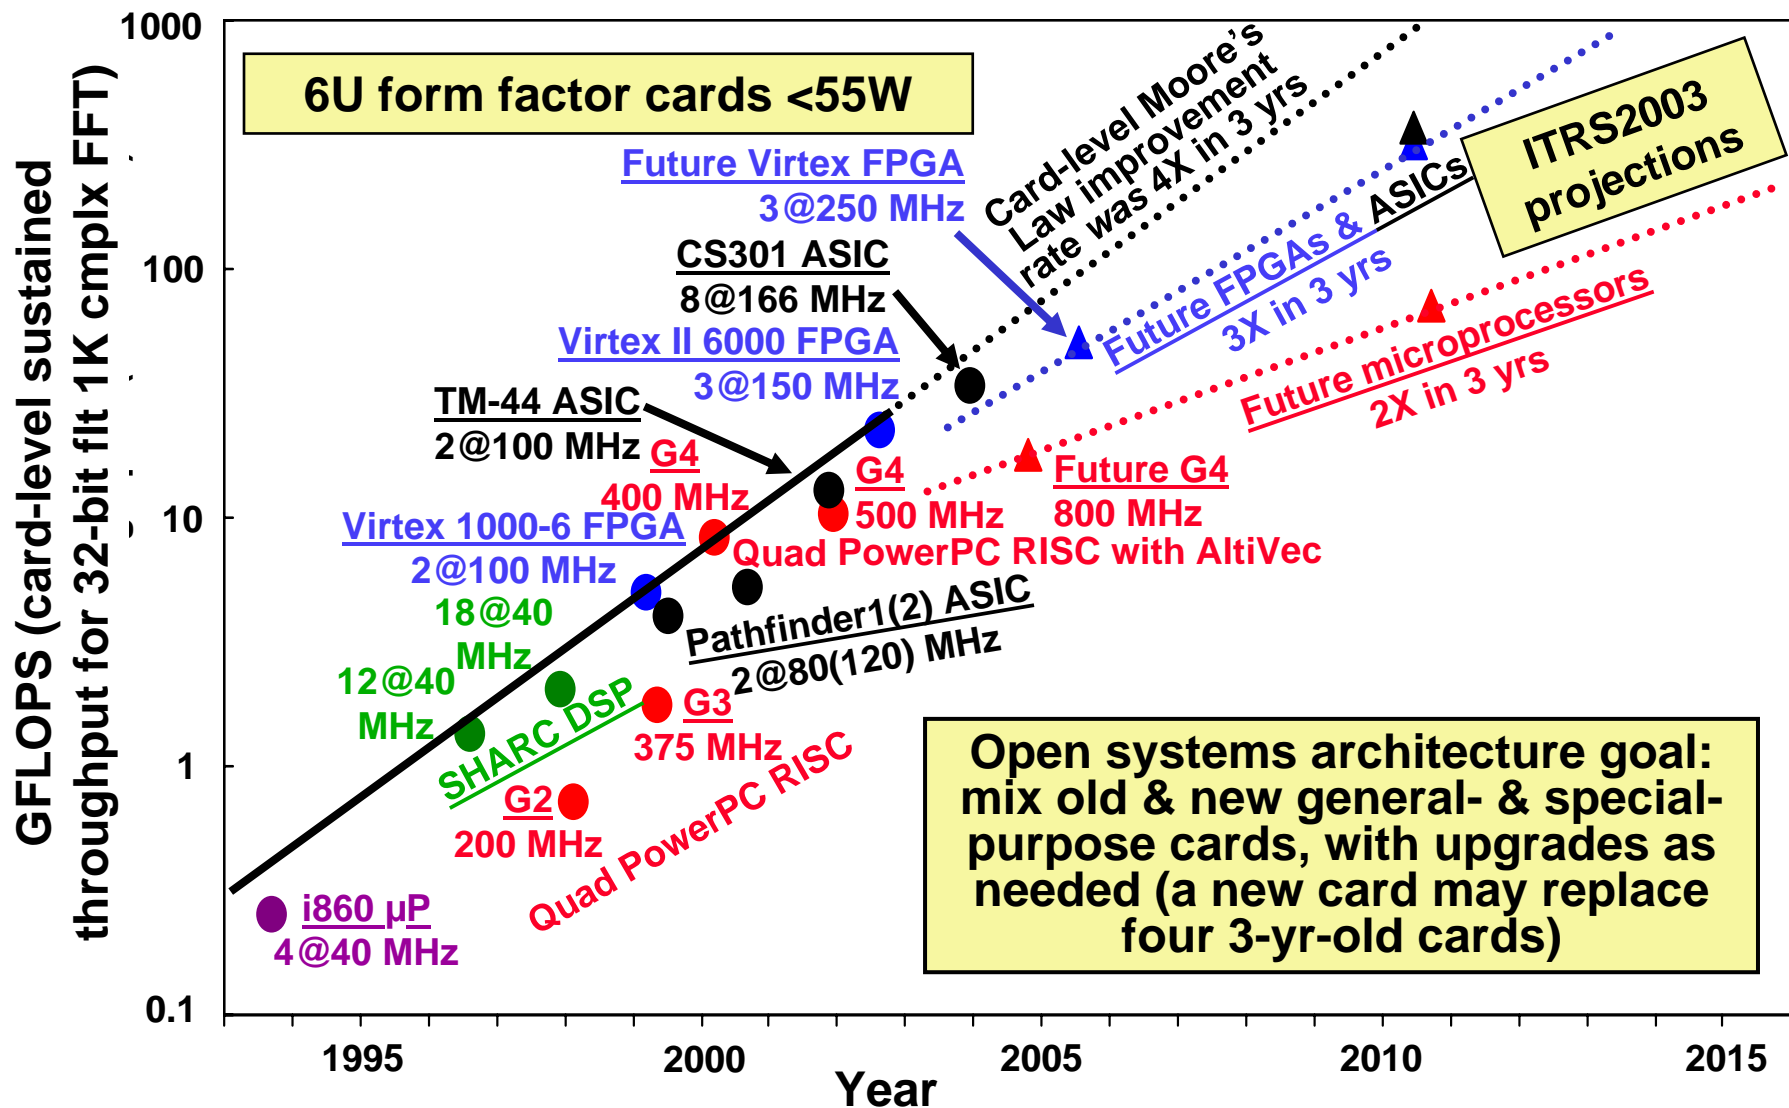 GFLOPS (card-level sustained
throughput for 32-bit flt 1K cmplx FFT)
1000
100
10
1
0.1
6U form factor cards <55W
Card-level Moore's
Law improvement
rate was 4X in 3 yrs
ITRS2003
projections
Future Virtex FPGA
3@250 MHz
CS301 ASIC
8@166 MHz
Future FPGAs & ASICs
3X in 3 yrs
Virtex II 6000 FPGA
3@150 MHz
Future microprocessors
2X in 3 yrs
TM-44 ASIC
2@100 MHz
G4
400 MHz
G4
500 MHz
Future G4
800 MHz
Quad PowerPC RISC with AltiVec
Virtex 1000-6 FPGA
2@100 MHz
18@40
MHz
Pathfinder1(2) ASIC
2@80(120) MHz
12@40
MHz
SHARC DSP
G3
375 MHz
G2
200 MHz
Quad PowerPC RISC
i860 µP
4@40 MHz
Open systems architecture goal:
mix old & new general- & special-
purpose cards, with upgrades as
needed (a new card may replace
four 3-yr-old cards)
1995
2000
2005
2010
2015
Year